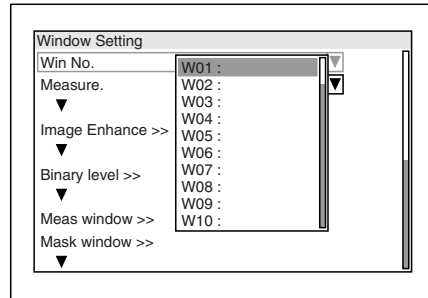 Window Setting
Win No.
W01 :
Measure.
W02 :
W03 :
Image Enhance >>
W04 :
W05 :
W06 :
Binary level >>
W07 :
W08 :
Meas window >>
W09 :
W10 :
Mask window >>